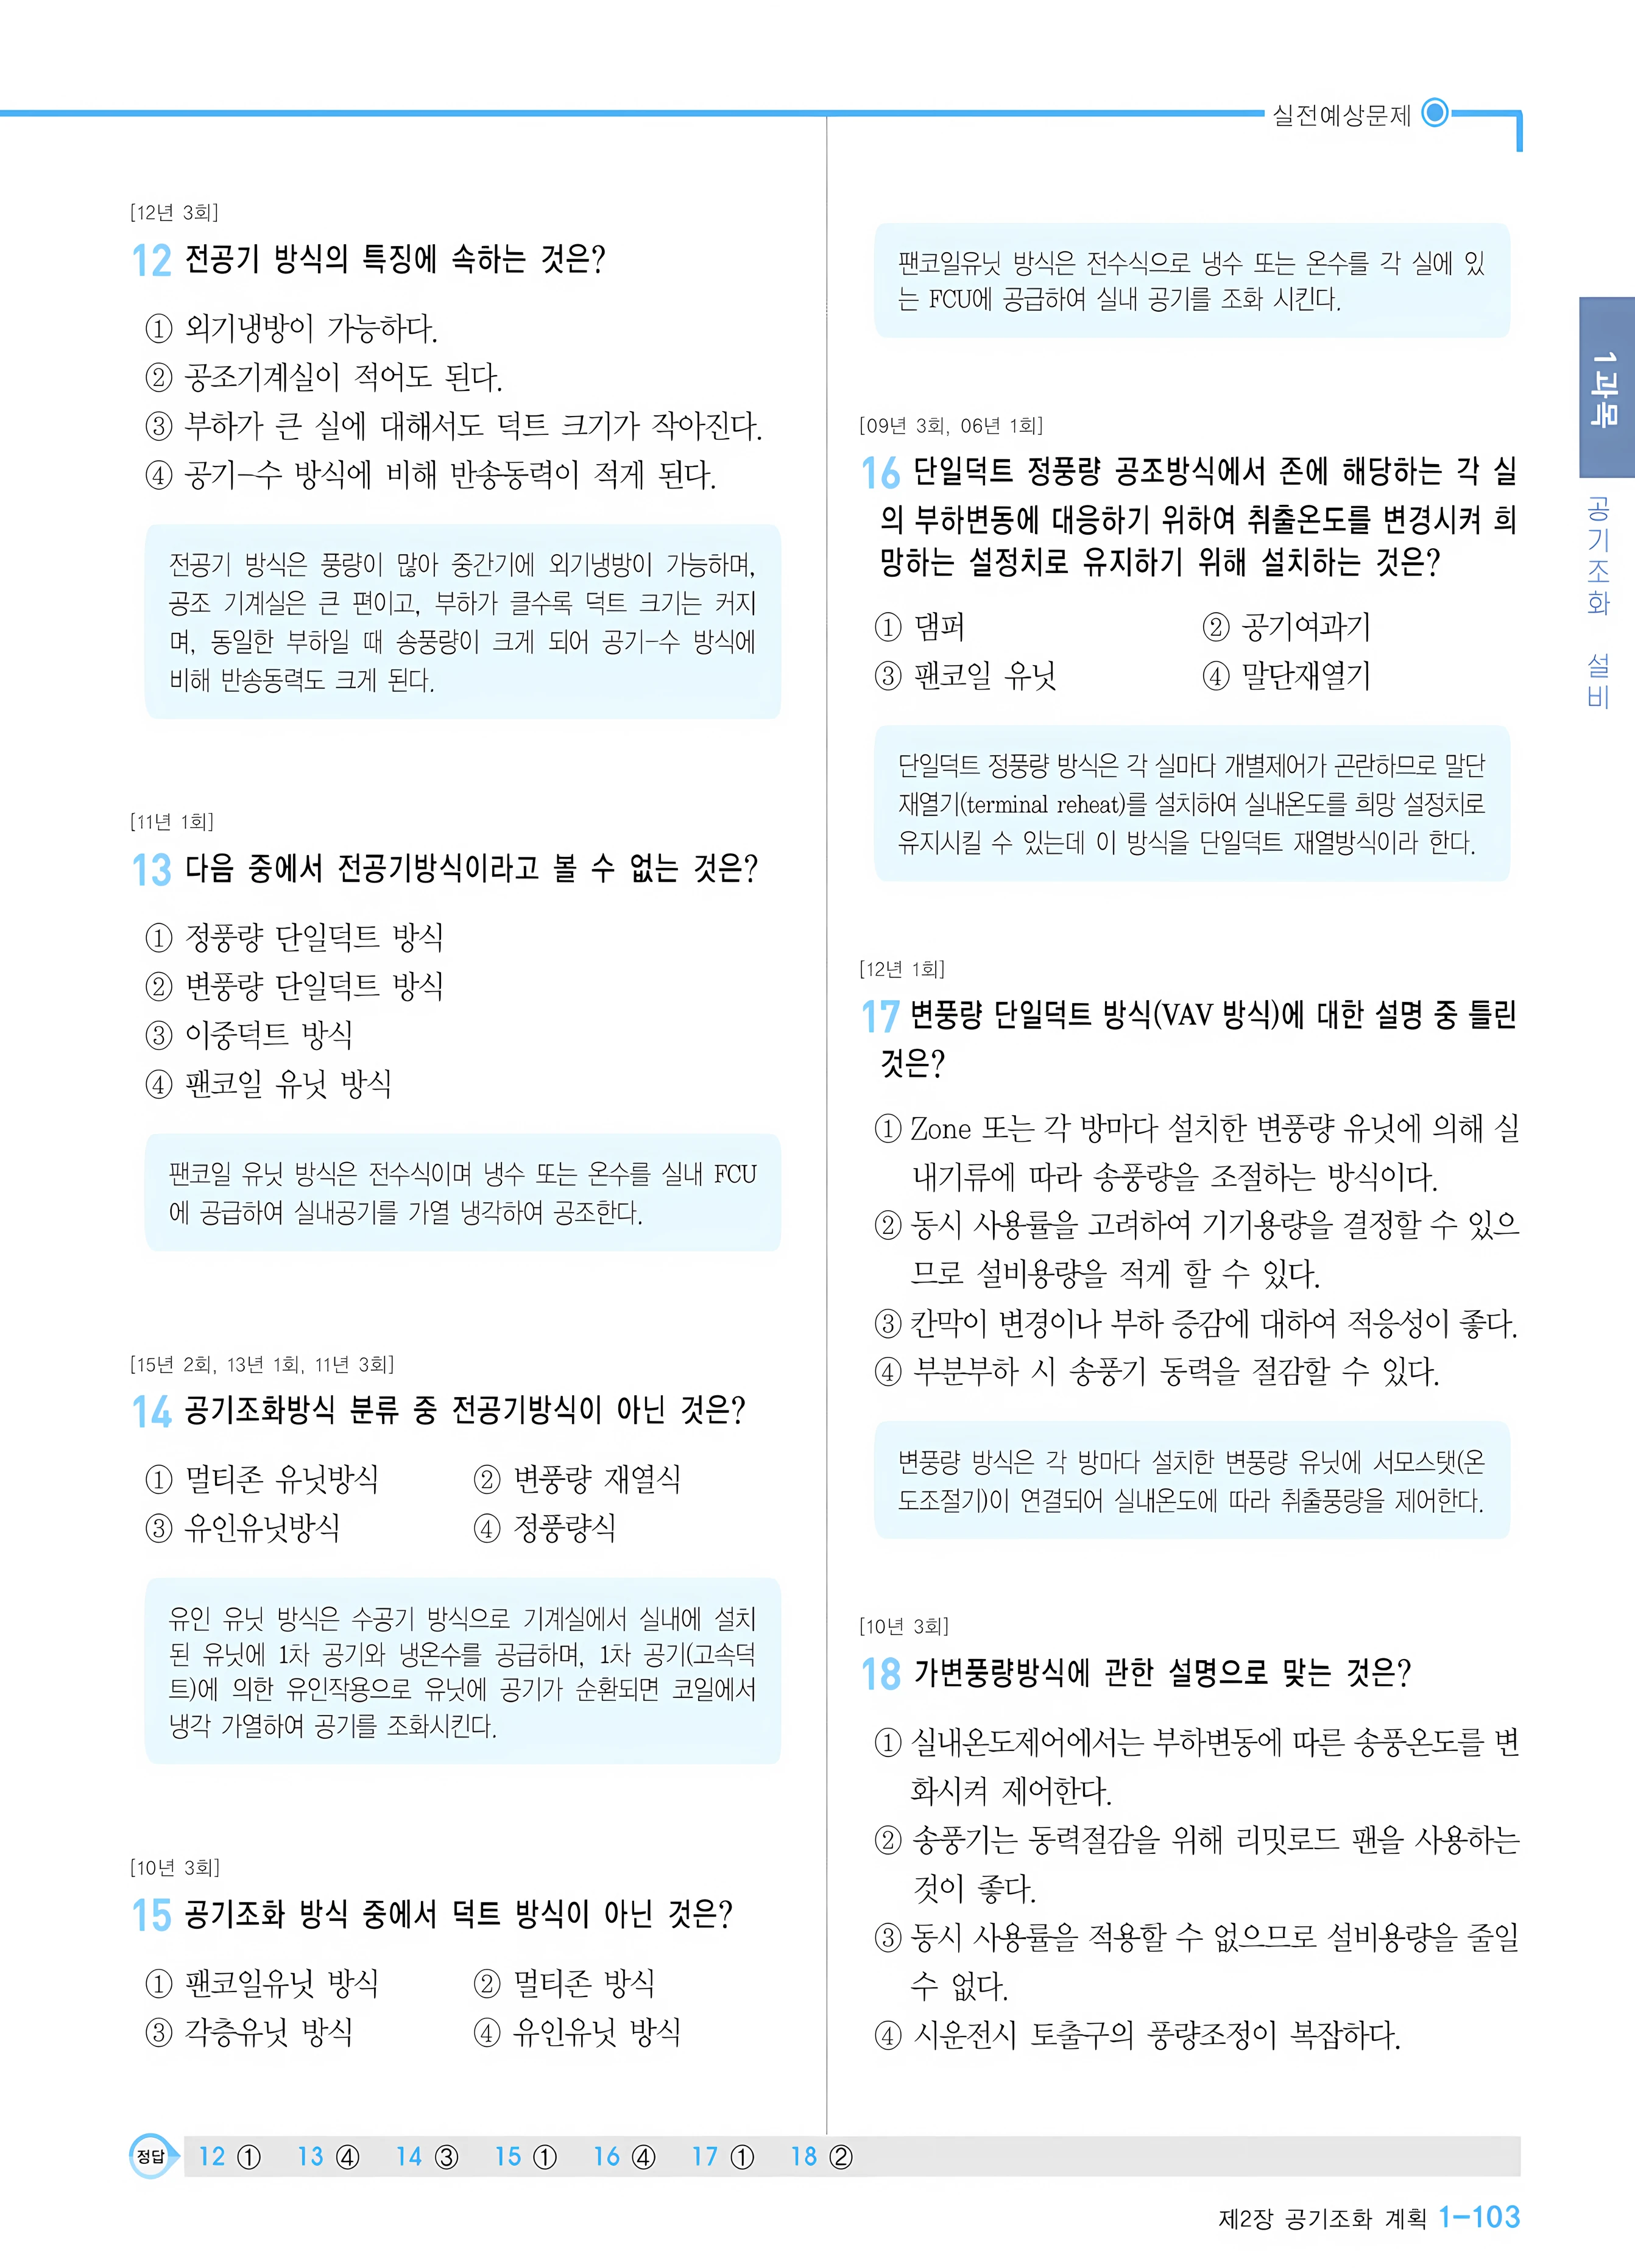 실전예상문제
[12년 3회]
12 전공기 방식의 특징에 속하는 것은?
① 외기냉방이 가능하다.
② 공조기계실이 적어도 된다.
③ 부하가 큰 실에 대해서도 덕트 크기가 작아진다.
④ 공기-수 방식에 비해 반송동력이 적게 된다.
전공기 방식은 풍량이 많아 중간기에 외기냉방이 가능하며,
공조 기계실은 큰 편이고, 부하가 클수록 덕트 크기는 커지
며, 동일한 부하일 때 송풍량이 크게 되어 공기-수 방식에
비해 반송동력도 크게 된다.
[11년 1회]
13 다음 중에서 전공기방식이라고 볼 수 없는 것은?
① 정풍량 단일덕트 방식
② 변풍량 단일덕트 방식
③ 이중덕트 방식
④ 팬코일 유닛 방식
팬코일 유닛 방식은 전수식이며 냉수 또는 온수를 실내 FCU
에 공급하여 실내공기를 가열 냉각하여 공조한다.
[15년 2회, 13년 1회, 11년 3회]
14 공기조화방식 분류 중 전공기방식이 아닌 것은?
① 멀티존 유닛방식 ② 변풍량 재열식
③ 유인유닛방식 ④ 정풍량식
유인 유닛 방식은 수공기 방식으로 기계실에서 실내에 설치
된 유닛에 1차 공기와 냉온수를 공급하며, 1차 공기(고속덕
트)에 의한 유인작용으로 유닛에 공기가 순환되면 코일에서
냉각 가열하여 공기를 조화시킨다.
[10년 3회]
15 공기조화 방식 중에서 덕트 방식이 아닌 것은?
① 팬코일유닛 방식 ② 멀티존 방식
③ 각층유닛 방식 ④ 유인유닛 방식
팬코일유닛 방식은 전수식으로 냉수 또는 온수를 각 실에 있
는 FCU에 공급하여 실내 공기를 조화 시킨다.
[09년 3회, 06년 1회]
16 단일덕트 정풍량 공조방식에서 존에 해당하는 각 실
의 부하변동에 대응하기 위하여 취출온도를 변경시켜 희
망하는 설정치로 유지하기 위해 설치하는 것은?
① 댐퍼 ② 공기여과기
③ 팬코일 유닛 ④ 말단재열기
단일덕트 정풍량 방식은 각 실마다 개별제어가 곤란하므로 말단
재열기(terminal reheat)를 설치하여 실내온도를 희망 설정치로
유지시킬 수 있는데 이 방식을 단일덕트 재열방식이라 한다.
[12년 1회]
17 변풍량 단일덕트 방식(VAV 방식)에 대한 설명 중 틀린
것은?
① Zone 또는 각 방마다 설치한 변풍량 유닛에 의해 실
내기류에 따라 송풍량을 조절하는 방식이다.
② 동시 사용률을 고려하여 기기용량을 결정할 수 있으
므로 설비용량을 적게 할 수 있다.
③ 칸막이 변경이나 부하 증감에 대하여 적응성이 좋다.
④ 부분부하 시 송풍기 동력을 절감할 수 있다.
변풍량 방식은 각 방마다 설치한 변풍량 유닛에 서모스탯(온
도조절기)이 연결되어 실내온도에 따라 취출풍량을 제어한다.
[10년 3회]
18 가변풍량방식에 관한 설명으로 맞는 것은?
① 실내온도제어에서는 부하변동에 따른 송풍온도를 변
화시켜 제어한다.
② 송풍기는 동력절감을 위해 리밋로드 팬을 사용하는
것이 좋다.
③ 동시 사용률을 적용할 수 없으므로 설비용량을 줄일
수 없다.
④ 시운전시 토출구의 풍량조정이 복잡하다.
1과목
공기조화 설비
정답 12 ① 13 ④ 14 ③ 15 ① 16 ④ 17 ① 18 ②
제2장 공기조화 계획 1-103